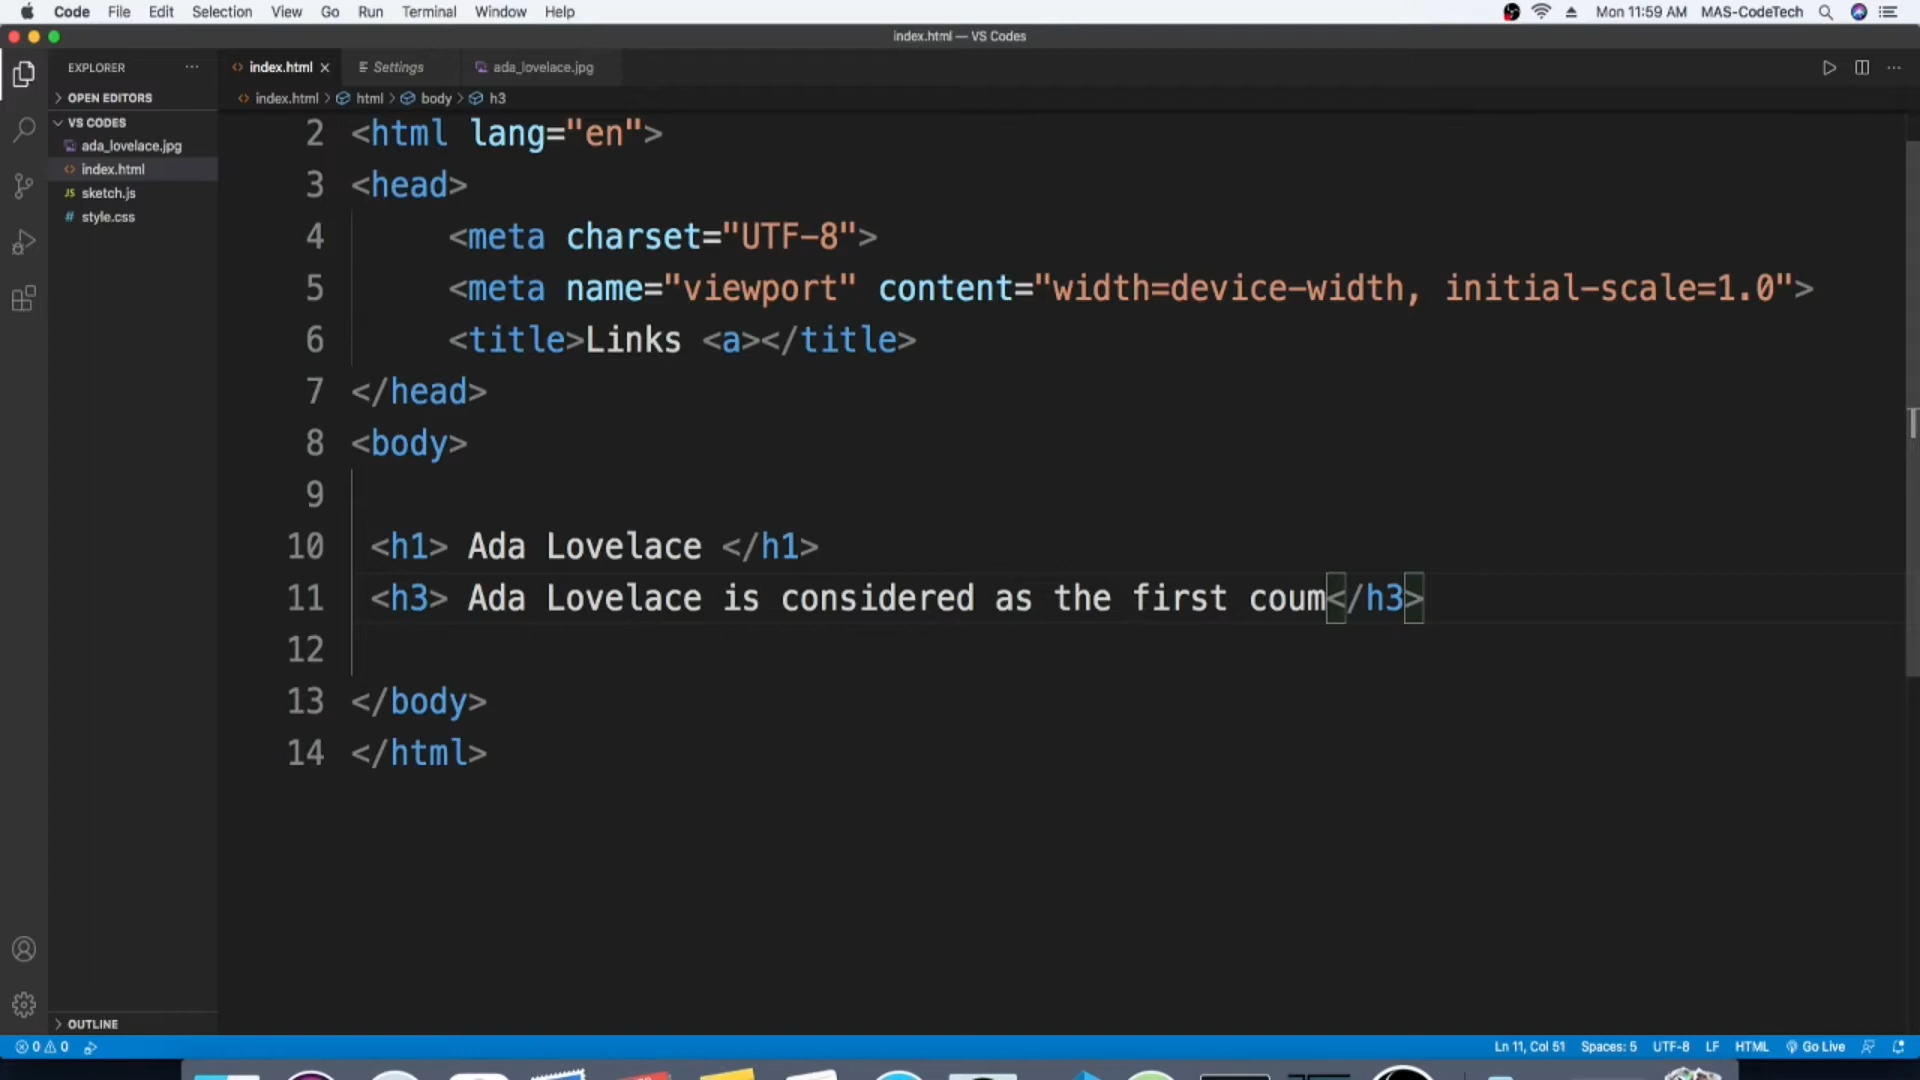 Code File Edit Selection View Go Run Terminal Window Help Mon 11:59 AM MAS-CodeTech
index.html — VS Codes
EXPLORER ··· <> index.html × Settings ada_lovelace.jpg ···
> OPEN EDITORS <> index.html > html > body > h3
VS CODES
ada_lovelace.jpg
<> index.html
JS sketch.js
# style.css
2 <html lang="en">
3 <head>
4 <meta charset="UTF-8">
5 <meta name="viewport" content="width=device-width, initial-scale=1.0">
6 <title>Links <a></title>
7 </head>
8 <body>
9
10 <h1> Ada Lovelace </h1>
11 <h3> Ada Lovelace is considered as the first coum</h3>
12
13 </body>
14 </html>
> OUTLINE
0 0 Ln 11, Col 51 Spaces: 5 UTF-8 LF HTML Go Live